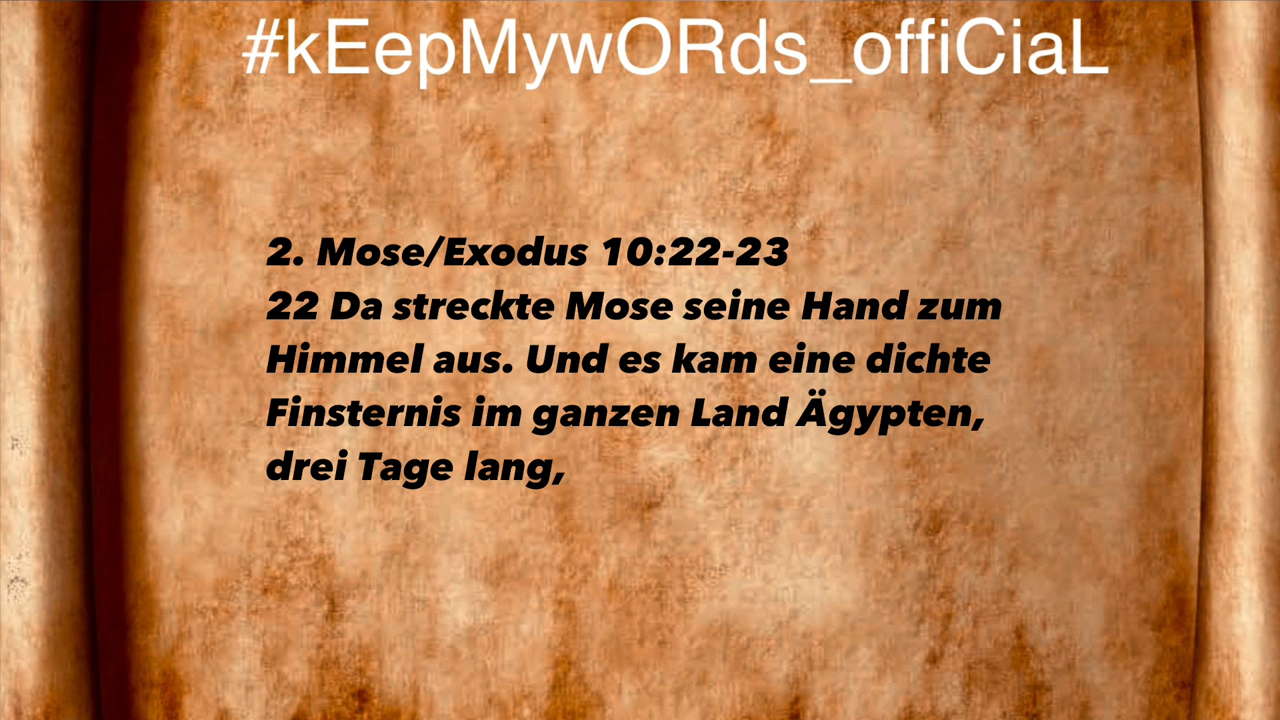 #kEepMywORds_offiCiaL
2. Mose/Exodus 10:22-23
22 Da streckte Mose seine Hand zum
Himmel aus. Und es kam eine dichte
Finsternis im ganzen Land Ägypten,
drei Tage lang,